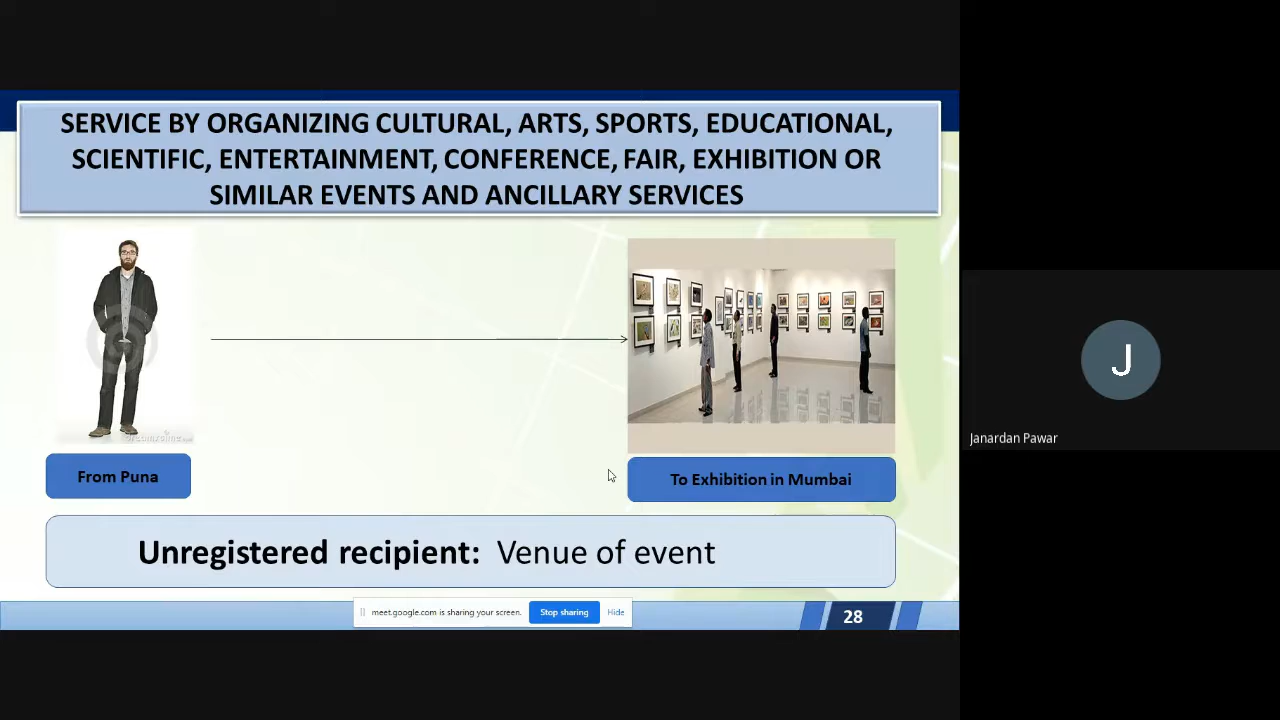 SERVICE BY ORGANIZING CULTURAL, ARTS, SPORTS, EDUCATIONAL,
SCIENTIFIC, ENTERTAINMENT, CONFERENCE, FAIR, EXHIBITION OR
SIMILAR EVENTS AND ANCILLARY SERVICES
From Puna
To Exhibition in Mumbai
Unregistered recipient: Venue of event
meet.google.com is sharing your screen.
Stop sharing
Hide
28
J
Janardan Pawar